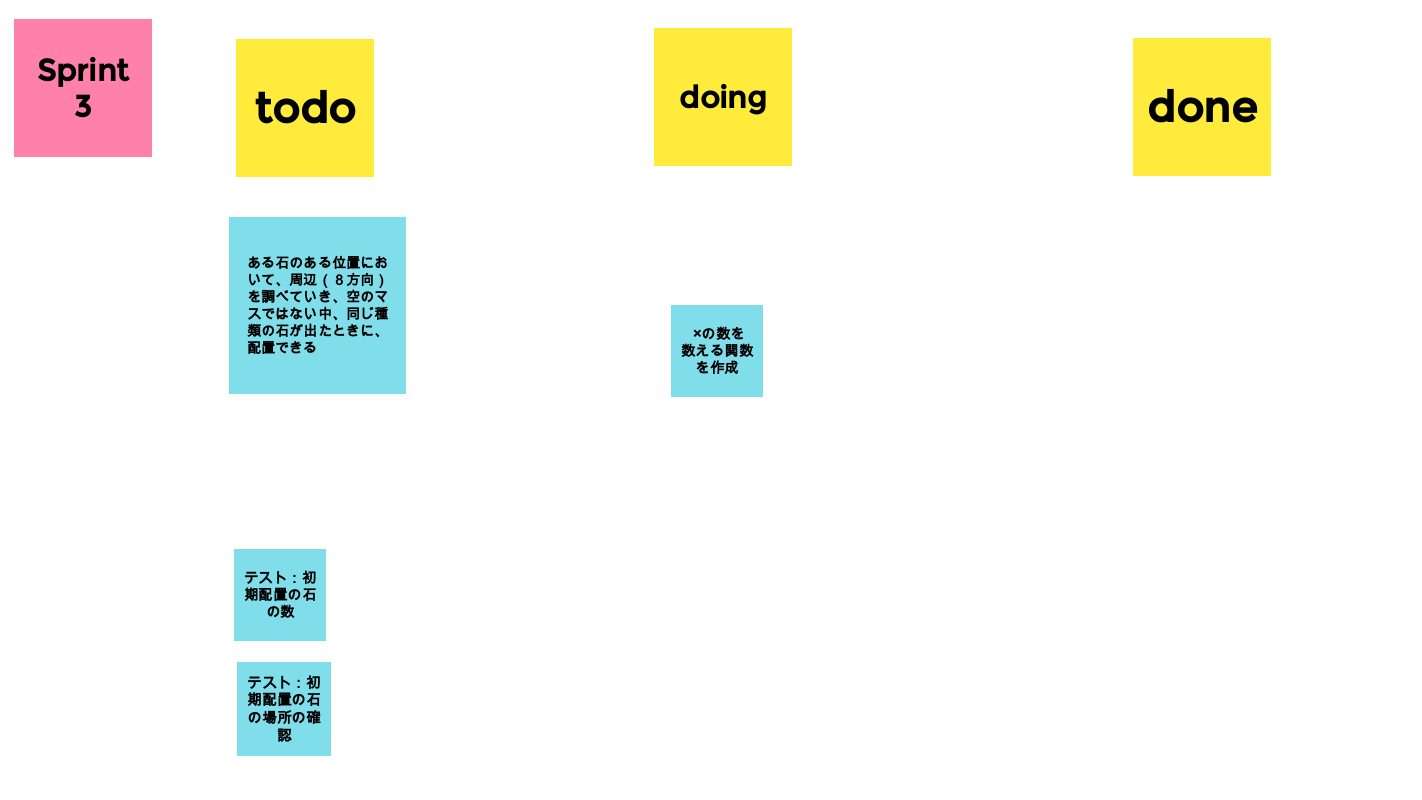 Sprint
3
todo
doing
done
ある石のある位置にお
いて、周辺（８方向）
を調べていき、空のマ
スではない中、同じ種
類の石が出たときに、
配置できる
×の数を
数える関数
を作成
テスト：初
期配置の石
の数
テスト：初
期配置の石
の場所の確
認